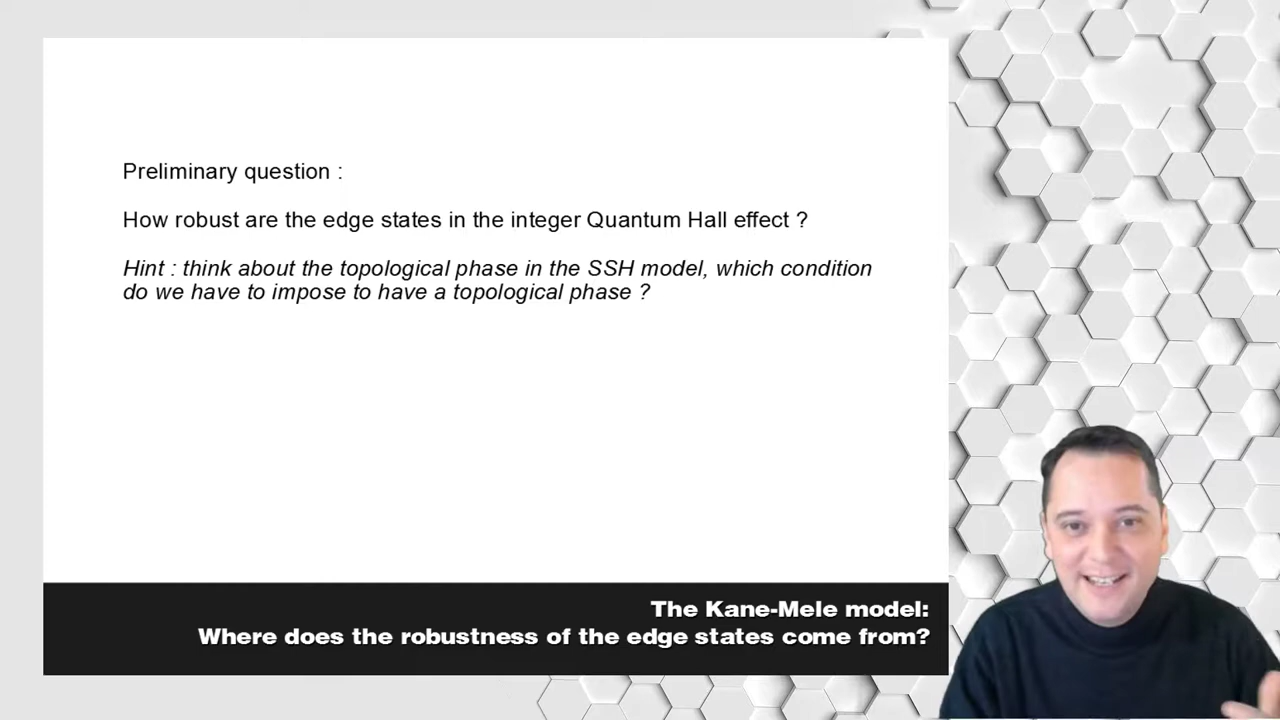 Preliminary question :
How robust are the edge states in the integer Quantum Hall effect ?
Hint : think about the topological phase in the SSH model, which condition
do we have to impose to have a topological phase ?
The Kane-Mele model:
Where does the robustness of the edge states come from?